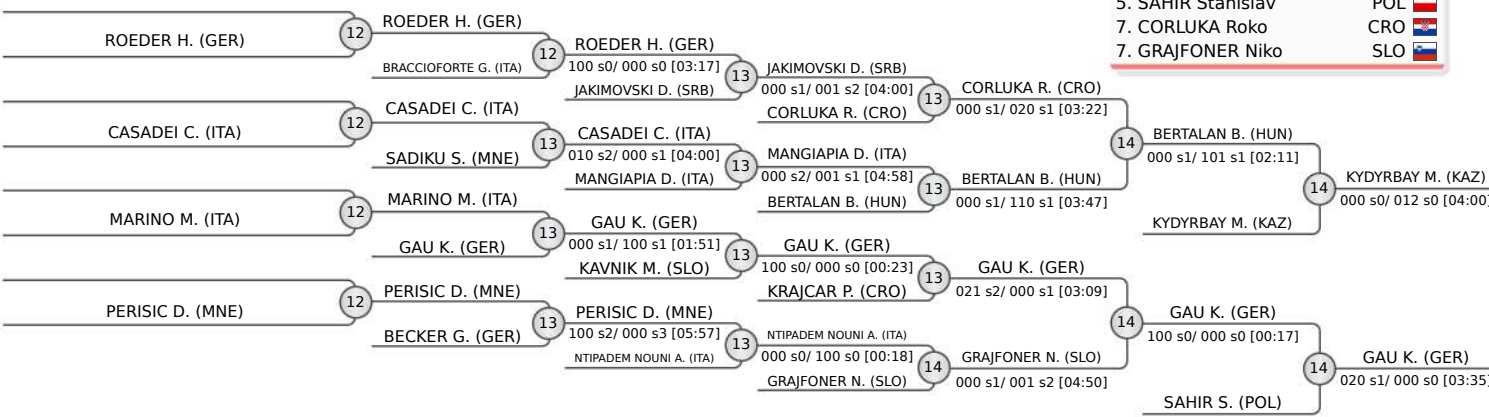 5. SAHIR Stanislav POL
7. CORLUKA Roko CRO
7. GRAJFONER Niko SLO
ROEDER H. (GER)
12
CASADEI C. (ITA)
12
MARINO M. (ITA)
12
PERISIC D. (MNE)
12
ROEDER H. (GER)
BRACCIOFORTE G. (ITA)
12
CASADEI C. (ITA)
SADIKU S. (MNE)
13
MARINO M. (ITA)
GAU K. (GER)
13
PERISIC D. (MNE)
BECKER G. (GER)
13
ROEDER H. (GER)
100 s0/ 000 s0 [03:17]
JAKIMOVSKI D. (SRB)
13
CASADEI C. (ITA)
010 s2/ 000 s1 [04:00]
MANGIAPIA D. (ITA)
13
GAU K. (GER)
000 s1/ 100 s1 [01:51]
KAVNIK M. (SLO)
13
PERISIC D. (MNE)
100 s2/ 000 s3 [05:57]
NTIPADEM NOUNI A. (ITA)
13
JAKIMOVSKI D. (SRB)
000 s1/ 001 s2 [04:00]
CORLUKA R. (CRO)
13
MANGIAPIA D. (ITA)
000 s2/ 001 s1 [04:58]
BERTALAN B. (HUN)
13
GAU K. (GER)
100 s0/ 000 s0 [00:23]
KRAJCAR P. (CRO)
13
NTIPADEM NOUNI A. (ITA)
000 s0/ 100 s0 [00:18]
GRAJFONER N. (SLO)
14
CORLUKA R. (CRO)
000 s1/ 020 s1 [03:22]
14
BERTALAN B. (HUN)
000 s1/ 110 s1 [03:47]
GAU K. (GER)
021 s2/ 000 s1 [03:09]
14
GRAJFONER N. (SLO)
000 s1/ 001 s2 [04:50]
BERTALAN B. (HUN)
000 s1/ 101 s1 [02:11]
14
KYDYRBAY M. (KAZ)
GAU K. (GER)
100 s0/ 000 s0 [00:17]
14
SAHIR S. (POL)
KYDYRBAY M. (KAZ)
000 s0/ 012 s0 [04:00]
GAU K. (GER)
020 s1/ 000 s0 [03:35]